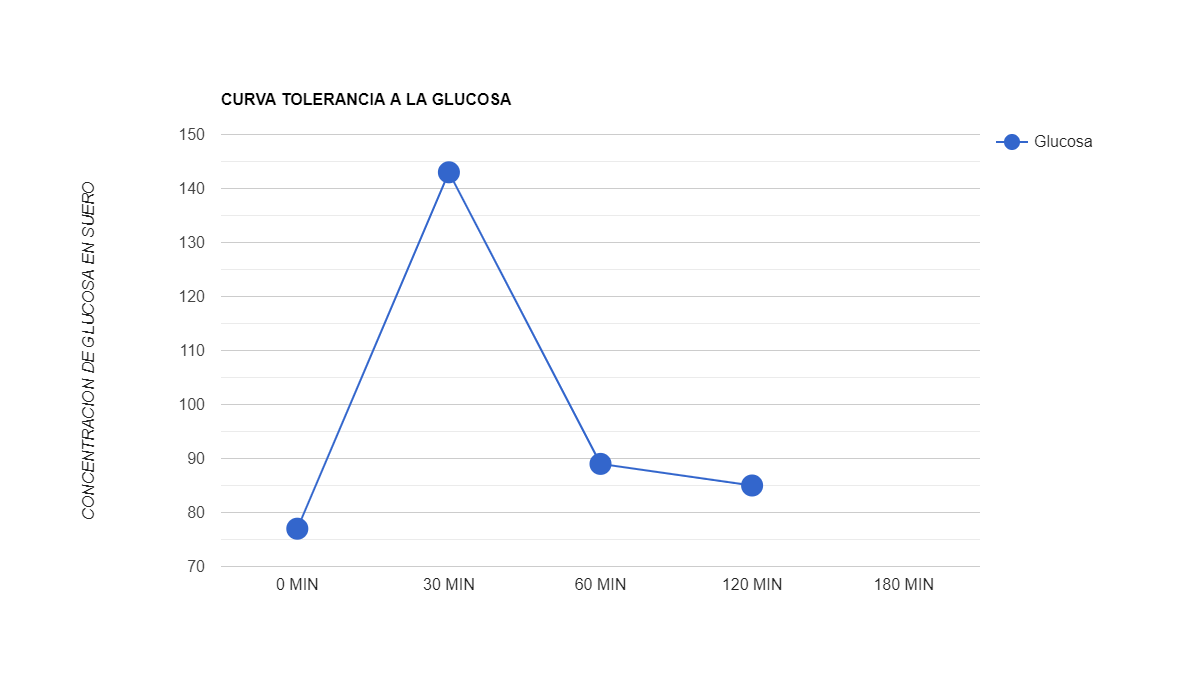 CURVA TOLERANCIA A LA GLUCOSA
Glucosa
CONCENTRACION DE GLUCOSA EN SUERO
150
140
130
120
110
100
90
80
70
0 MIN
30 MIN
60 MIN
120 MIN
180 MIN